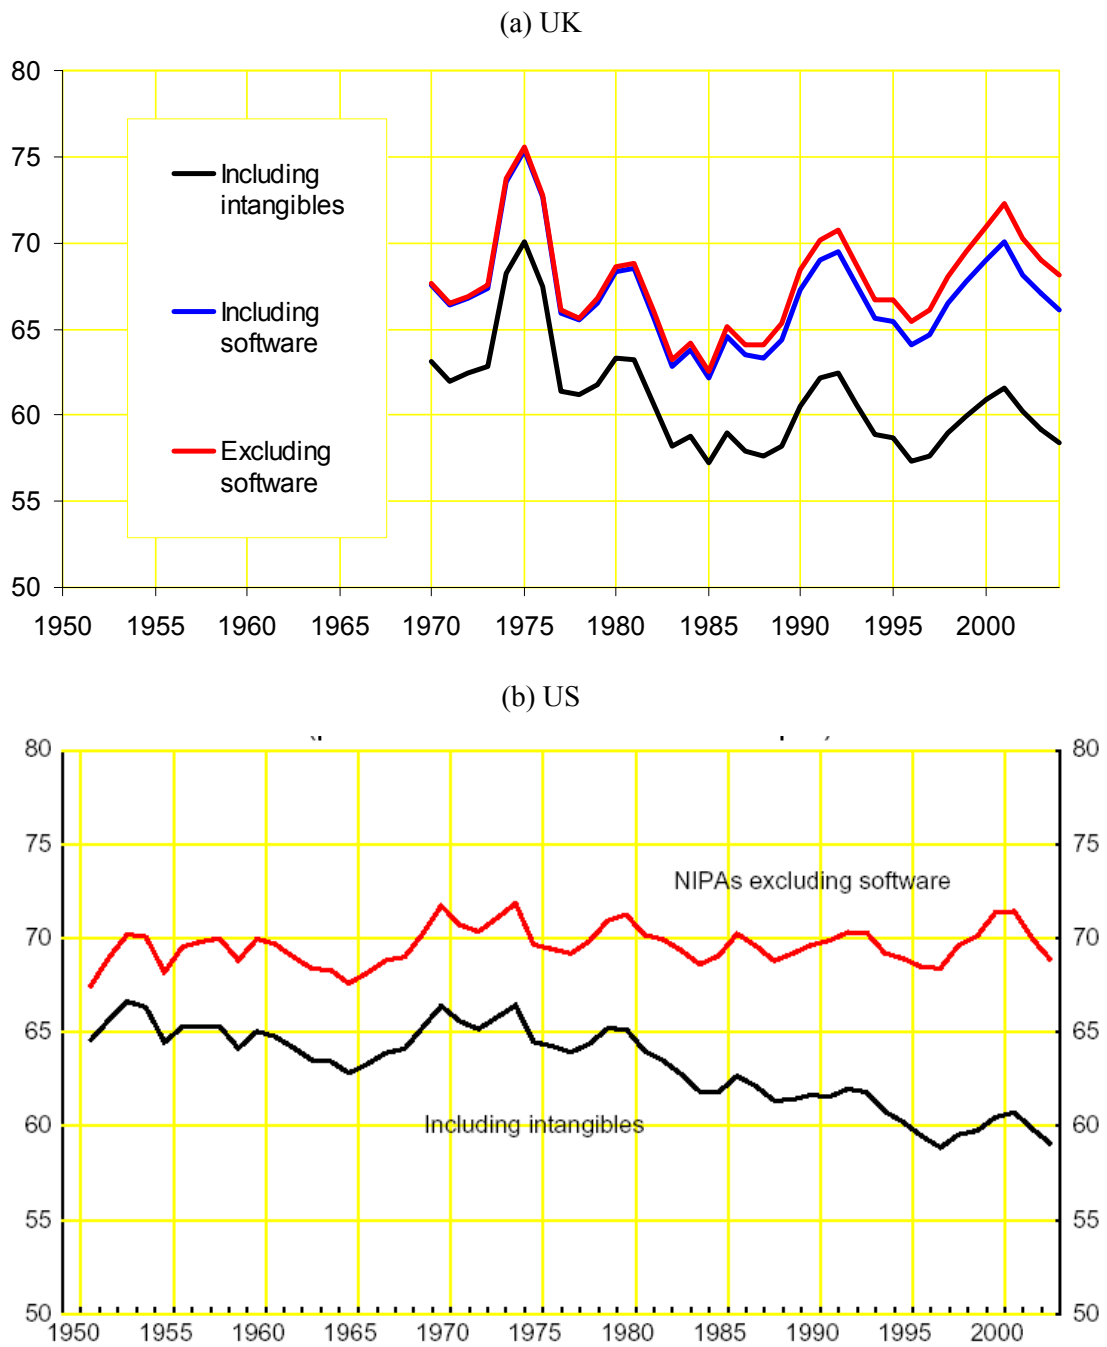 (a) UK
80
75
70
65
60
55
50
Including
intangibles
Including
software
Excluding
software
1950 1955 1960 1965 1970 1975 1980 1985 1990 1995 2000
(b) US
80 80
75 75
NIPAs excluding software
70 70
65 65
Including intangibles
60 60
55 55
50 50
1950 1955 1960 1965 1970 1975 1980 1985 1990 1995 2000